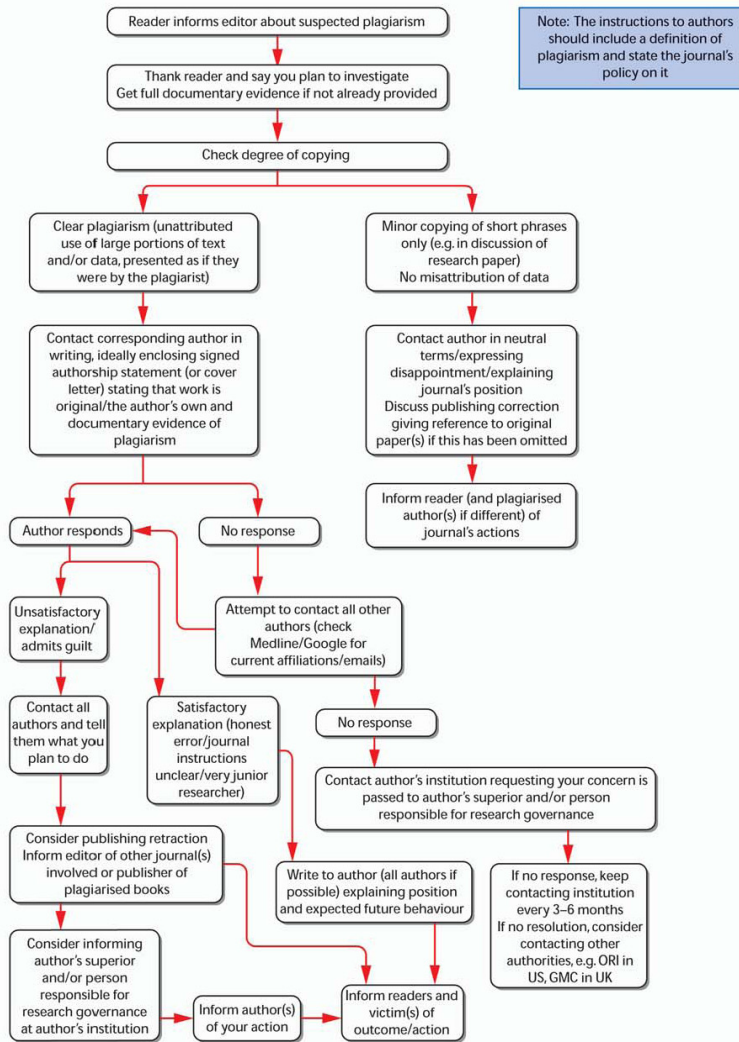 Reader informs editor about suspected plagiarism
Note: The instructions to authors
should include a definition of
plagiarism and state the journal's
policy on it
Thank reader and say you plan to investigate
Get full documentary evidence if not already provided
Check degree of copying
Clear plagiarism (unattributed
use of large portions of text
and/or data, presented as if they
were by the plagiarist)
Minor copying of short phrases
only (e.g. in discussion of
research paper)
No misattribution of data
Contact corresponding author in
writing, ideally enclosing signed
authorship statement (or cover
letter) stating that work is
original/the author's own and
documentary evidence of
plagiarism
Contact author in neutral
terms/expressing
disappointment/explaining
journal's position
Discuss publishing correction
giving reference to original
paper(s) if this has been omitted
Inform reader (and plagiarised
author(s) if different) of
journal's actions
Author responds
No response
Attempt to contact all other
authors (check
Medline/Google for
current affiliations/emails)
Unsatisfactory
explanation/
admits guilt
Contact all
authors and tell
them what you
plan to do
Satisfactory
explanation (honest
error/journal
instructions
unclear/very junior
researcher)
No response
Contact author's institution requesting your concern is
passed to author's superior and/or person
responsible for research governance
Consider publishing retraction
Inform editor of other journal(s)
involved or publisher of
plagiarised books
Write to author (all authors if
possible) explaining position
and expected future behaviour
If no response, keep
contacting institution
every 3–6 months
If no resolution, consider
contacting other
authorities, e.g. ORI in
US, GMC in UK
Consider informing
author's superior
and/or person
responsible for
research governance
at author's institution
Inform author(s)
of your action
Inform readers and
victim(s) of
outcome/action